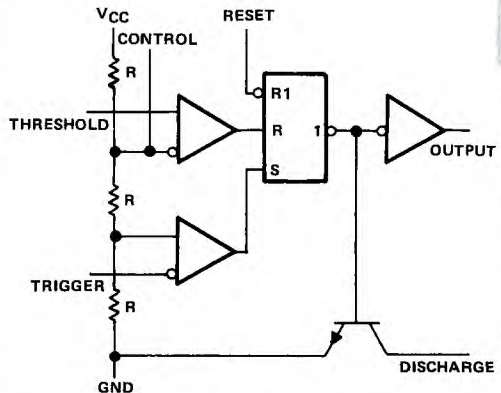 VCC
CONTROL
RESET
R
R1
THRESHOLD
R
1
OUTPUT
S
R
TRIGGER
R
DISCHARGE
GND